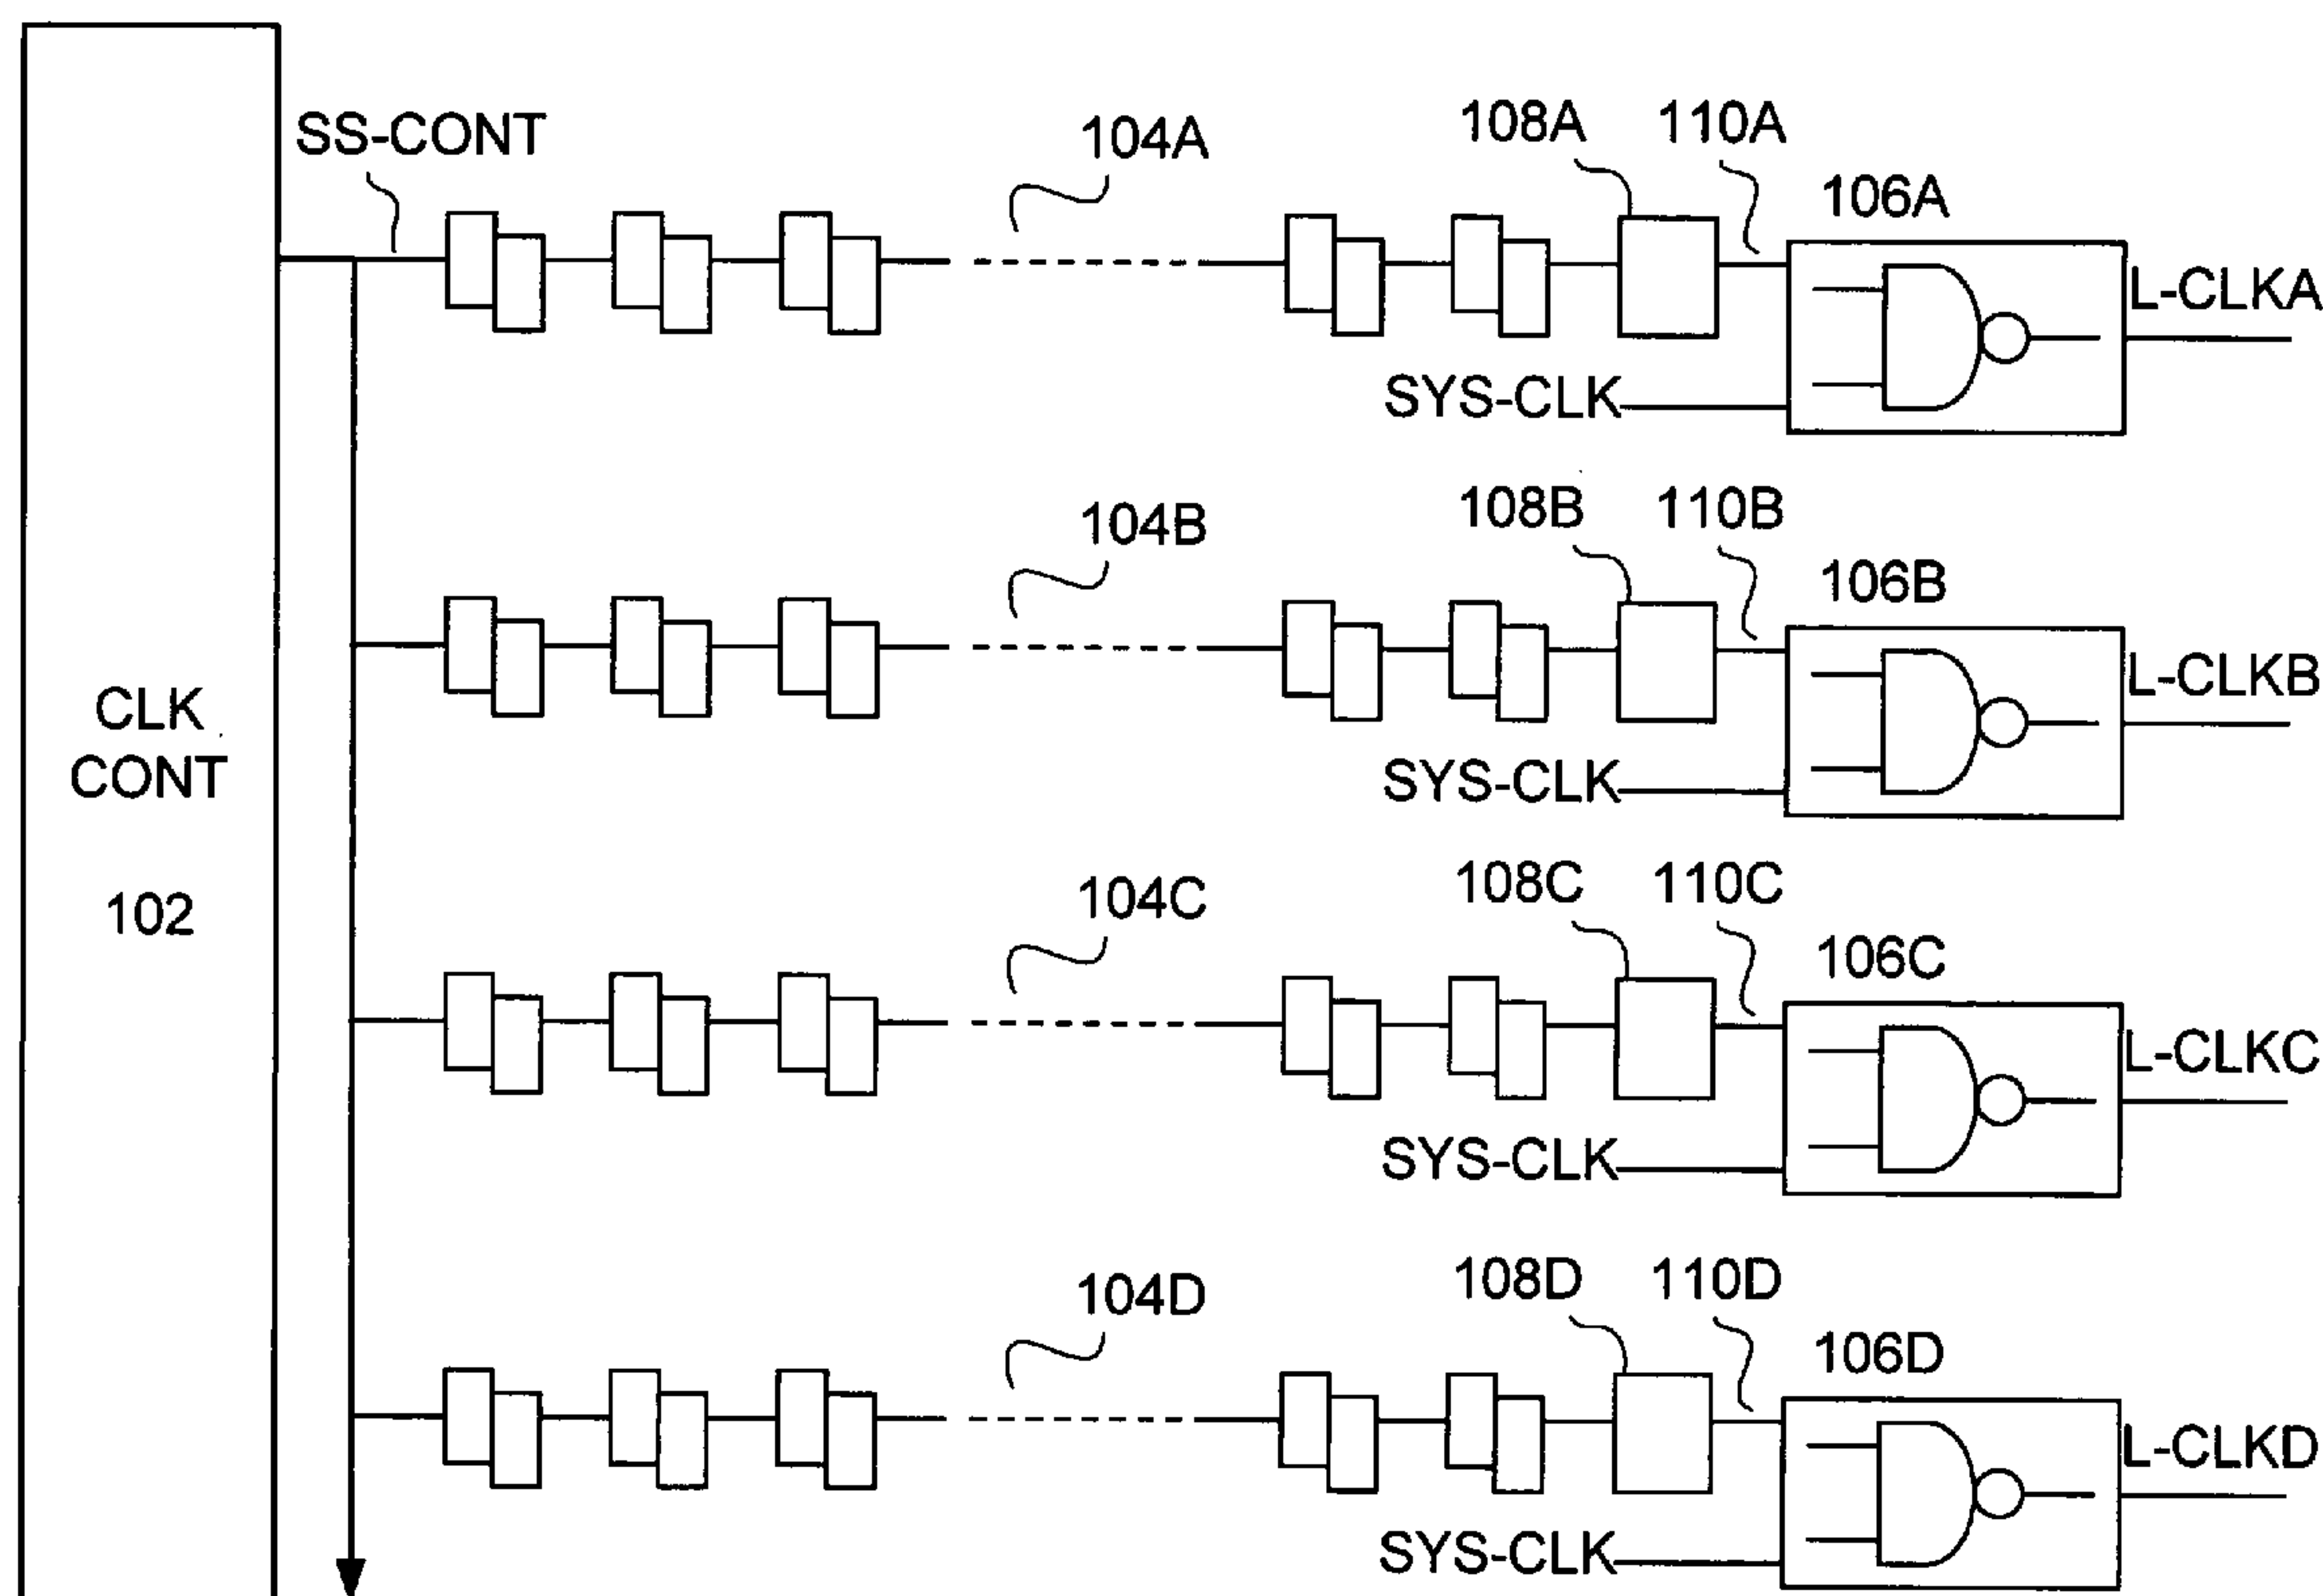 SS-CONT
104A
108A
110A
106A
L-CLKA
SYS-CLK
104B
108B
110B
106B
L-CLKB
SYS-CLK
CLK
CONT
102
104C
108C
110C
106C
L-CLKC
SYS-CLK
104D
108D
110D
106D
L-CLKD
SYS-CLK